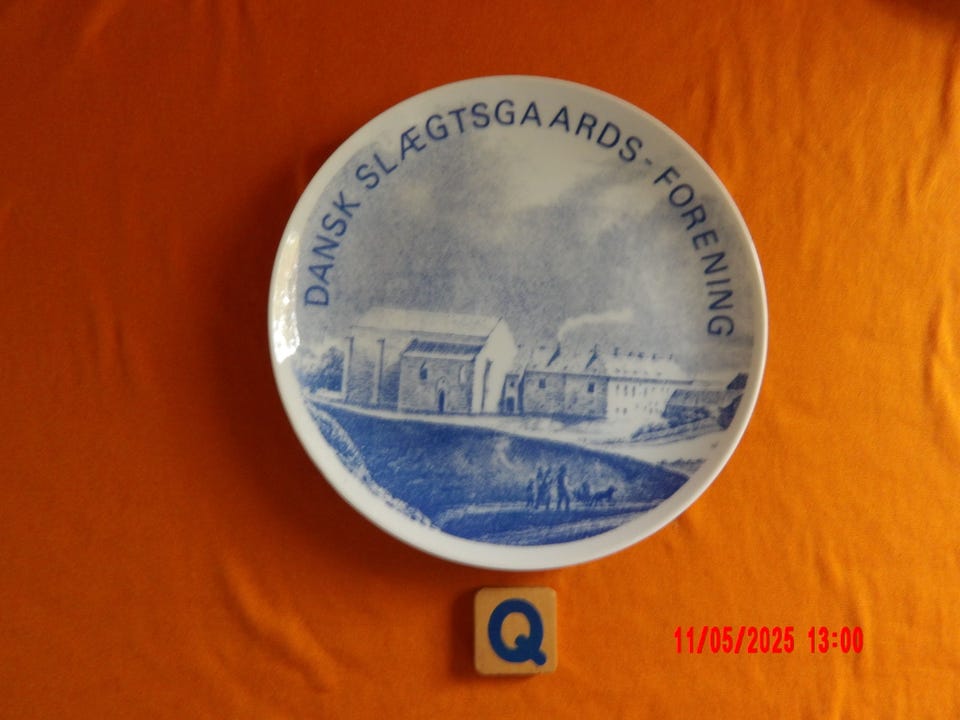 DANSK SLÆGTSGAARDS-FORENING
Q
11/05/2025 13:00